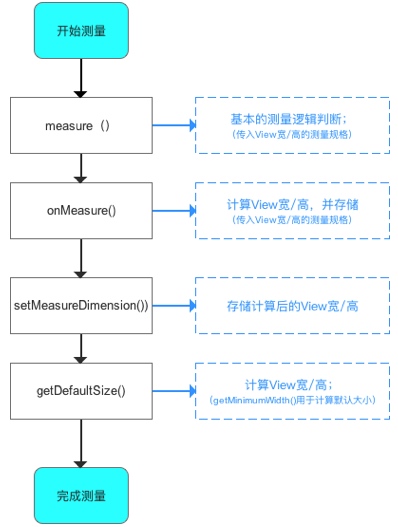 开始测量
measure（）
基本的测量逻辑判断；
（传入View宽/高的测量规格）
onMeasure()
计算View宽/高，并存储
（传入View宽/高的测量规格）
setMeasureDimension())
存储计算后的View宽/高
getDefaultSize()
计算View宽/高；
（getMinimumWidth()用于计算默认大小）
完成测量